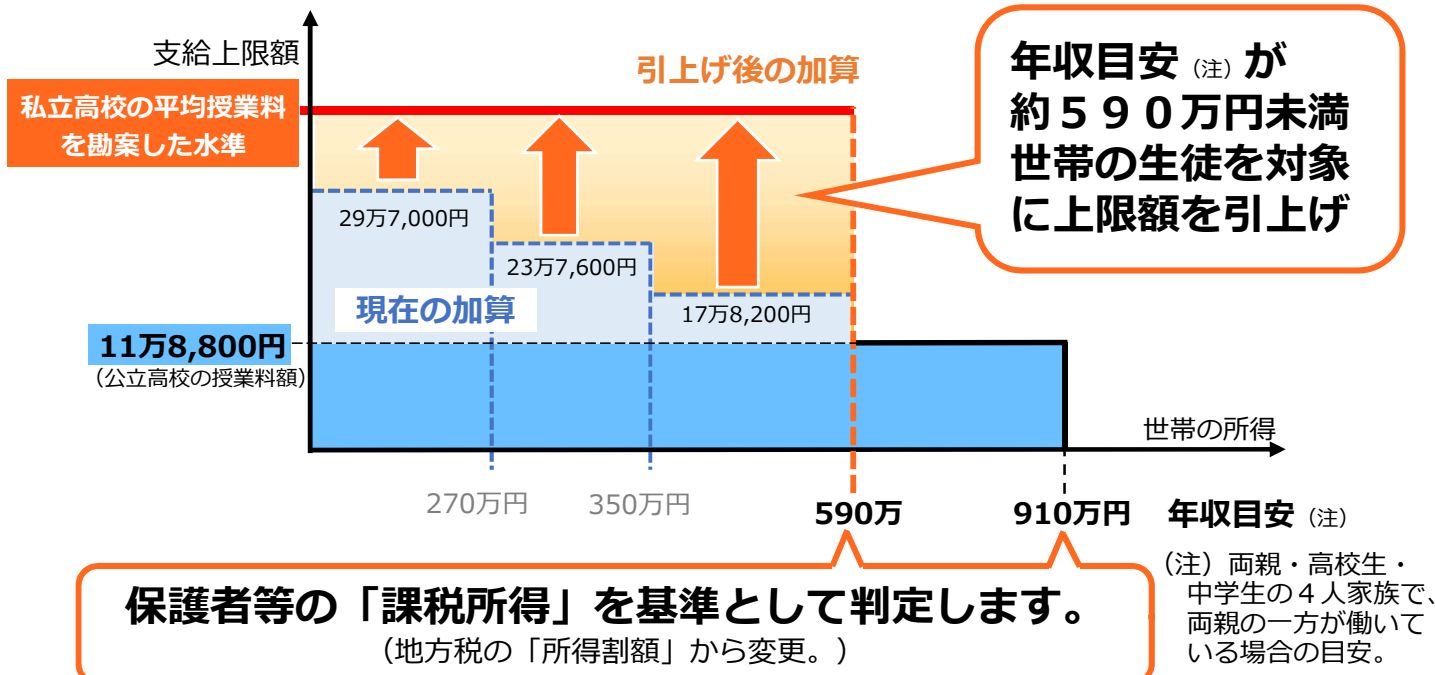 支給上限額
引上げ後の加算
私立高校の平均授業料
を勘案した水準
年収目安（注）が
約５９０万円未満
世帯の生徒を対象
に上限額を引上げ
29万7,000円
23万7,600円
現在の加算
17万8,200円
11万8,800円
（公立高校の授業料額）
世帯の所得
270万円
350万円
590万
910万円
年収目安（注）
（注）両親・高校生・
中学生の４人家族で、
両親の一方が働いて
いる場合の目安。
保護者等の「課税所得」を基準として判定します。
（地方税の「所得割額」から変更。）